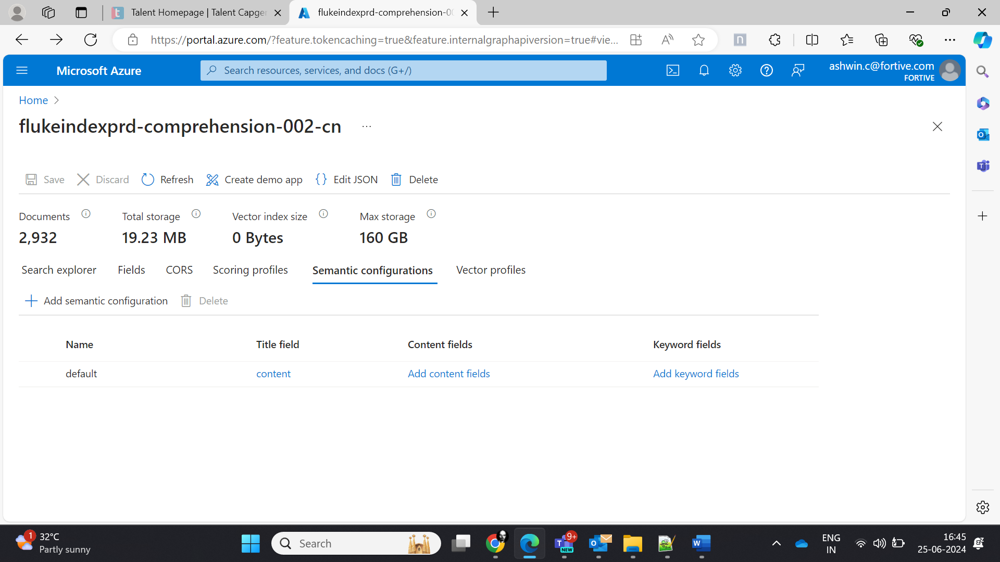 Talent Homepage | Talent Capger
flukeindexprd-comprehension-00
https://portal.azure.com/?feature.tokencaching=true&feature.internalgraphapiversion=true#vie...
Microsoft Azure
Search resources, services, and docs (G+/)
ashwin.c@fortive.com
FORTIVE
Home
flukeindexprd-comprehension-002-cn
Save
Discard
Refresh
Create demo app
Edit JSON
Delete
Documents
Total storage
Vector index size
Max storage
2,932
19.23 MB
0 Bytes
160 GB
Search explorer
Fields
CORS
Scoring profiles
Semantic configurations
Vector profiles
Add semantic configuration
Delete
Name
Title field
Content fields
Keyword fields
default
content
Add content fields
Add keyword fields
1
32°C
Partly sunny
Search
9+
NEW
ENG
IN
16:45
25-06-2024